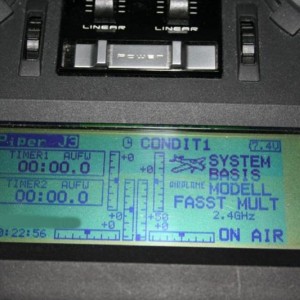 LINEAR LINEAR
POWER
Piper J3
CONDIT1
7.4V
TIMER1 AUFW
00:00.0
TIMER2 AUFW
00:00.0
+0
+0
+0
+50
+0
SYSTEM
BASIS
AIRPLANE MODELL
FASST MULT
2.4GHz
0:22:56
ON AIR